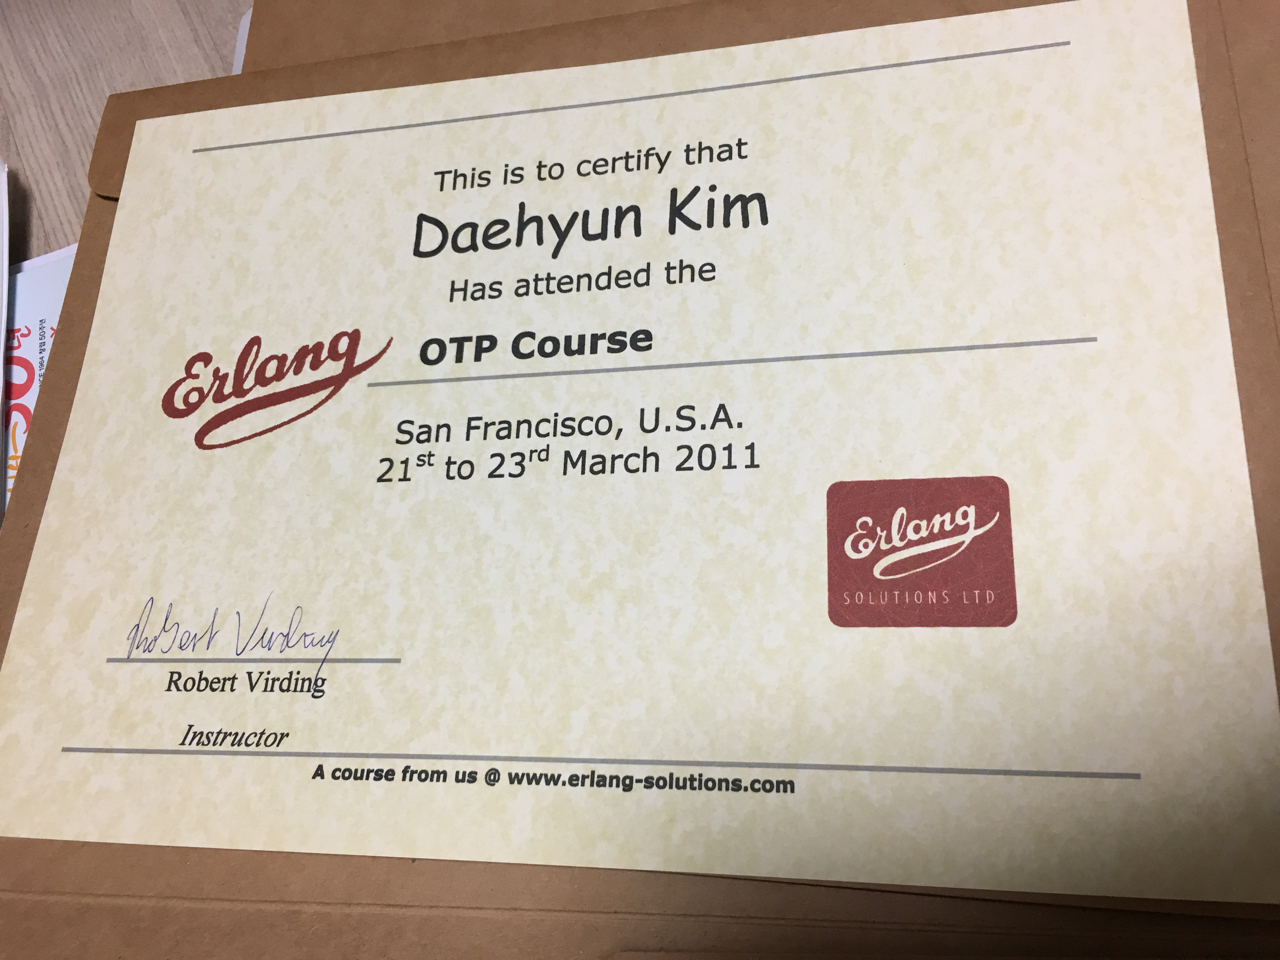 This is to certify that
Daehyun Kim
Has attended the
Erlang
OTP Course
San Francisco, U.S.A.
21st to 23rd March 2011
Erlang
SOLUTIONS LTD
Robert Virding
Robert Virding
Instructor
A course from us @ www.erlang-solutions.com